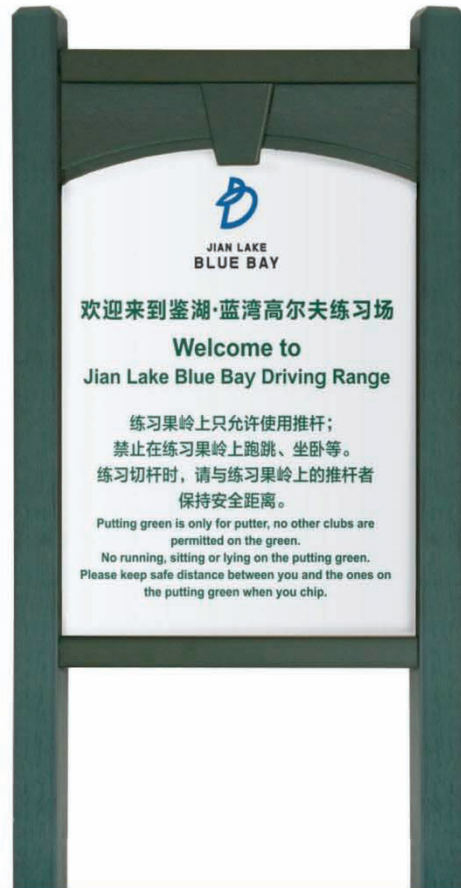 JIAN LAKE
BLUE BAY
欢迎来到鉴湖·蓝湾高尔夫练习场
Welcome to
Jian Lake Blue Bay Driving Range
练习果岭上只允许使用推杆；
禁止在练习果岭上跑跳、坐卧等。
练习切杆时，请与练习果岭上的推杆者
保持安全距离。
Putting green is only for putter, no other clubs are
permitted on the green.
No running, sitting or lying on the putting green.
Please keep safe distance between you and the ones on
the putting green when you chip.